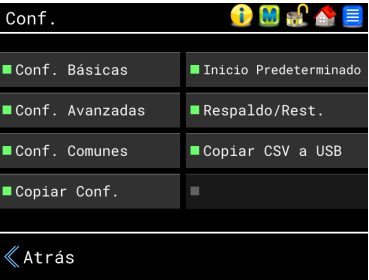 Conf.
i M
Conf. Básicas
Inicio Predeterminado
Conf. Avanzadas
Respaldo/Rest.
Conf. Comunes
Copiar CSV a USB
Copiar Conf.
Atrás